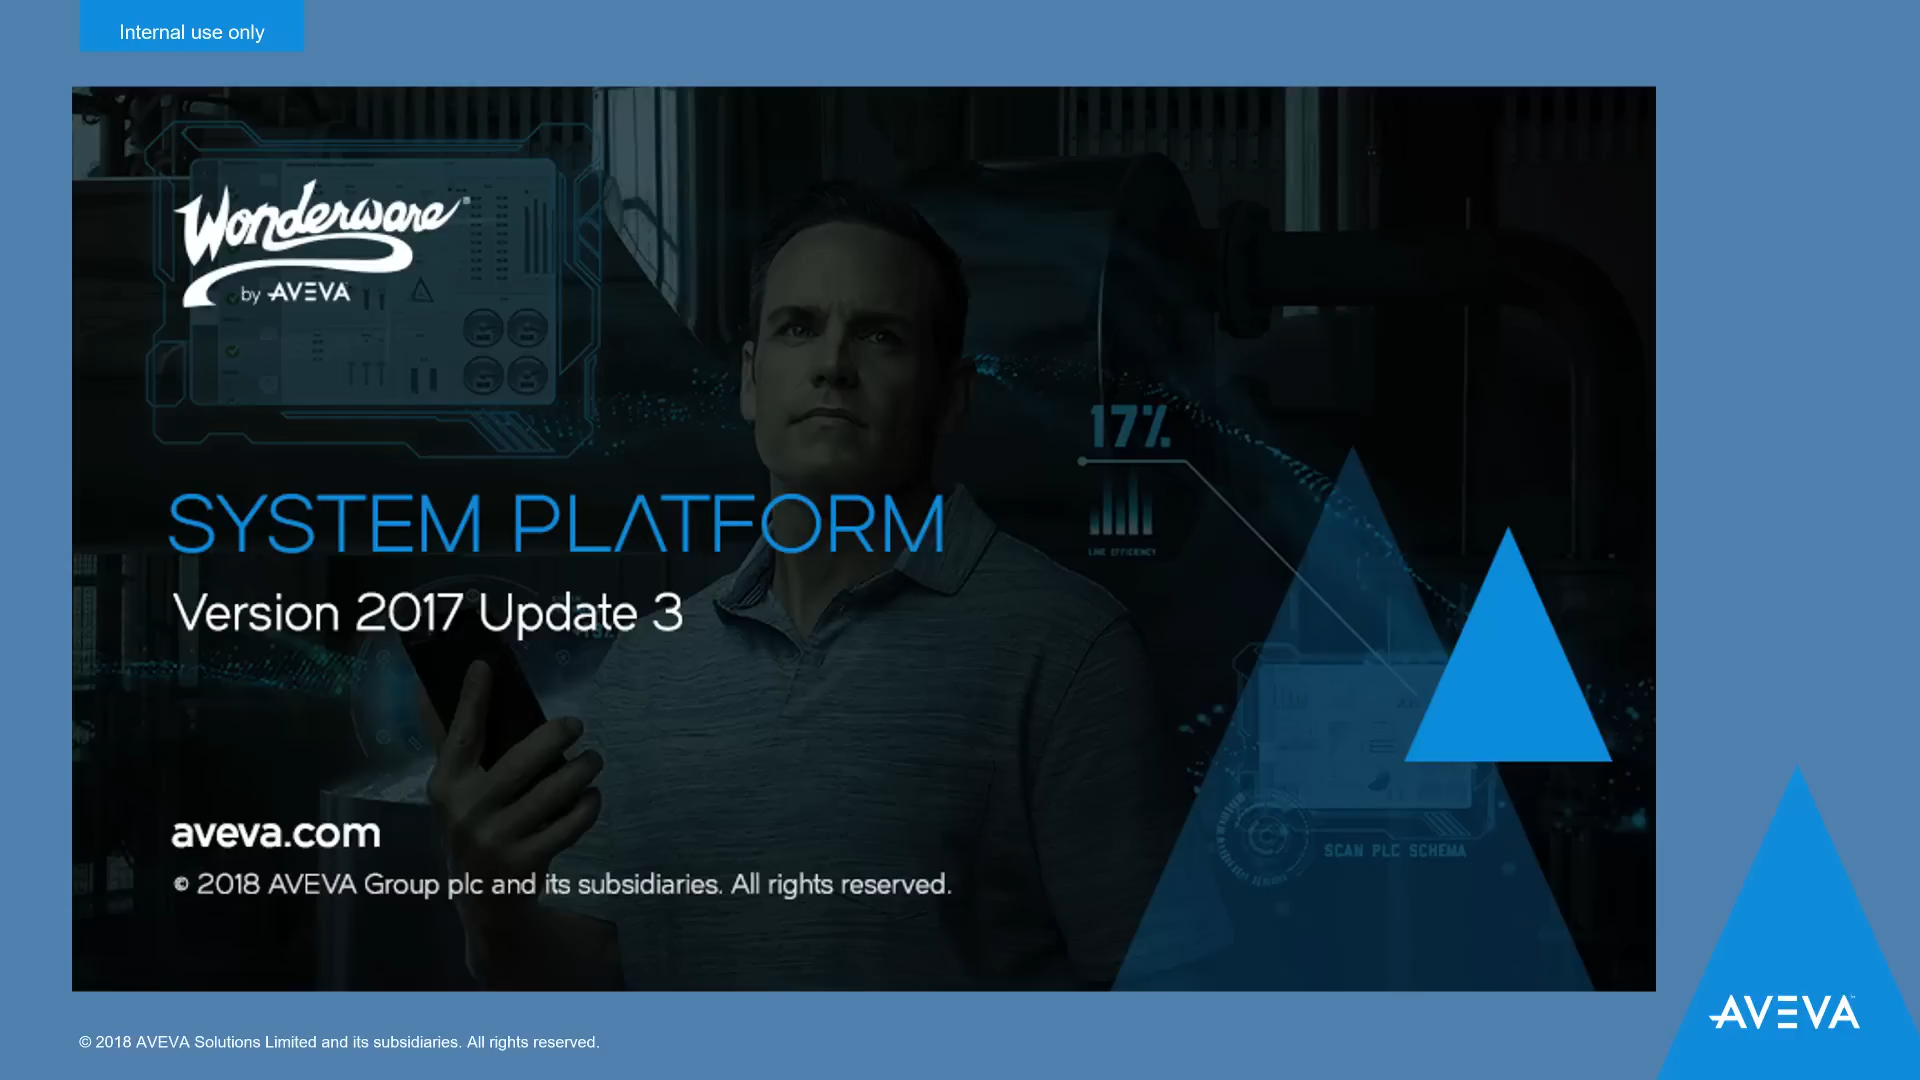 Internal use only
Wonderware®
by AVEVA
17%
LINE EFFICIENCY
SYSTEM PLATFORM
Version 2017 Update 3
SCAN PLC SCHEMA
aveva.com
© 2018 AVEVA Group plc and its subsidiaries. All rights reserved.
AVEVA
© 2018 AVEVA Solutions Limited and its subsidiaries. All rights reserved.